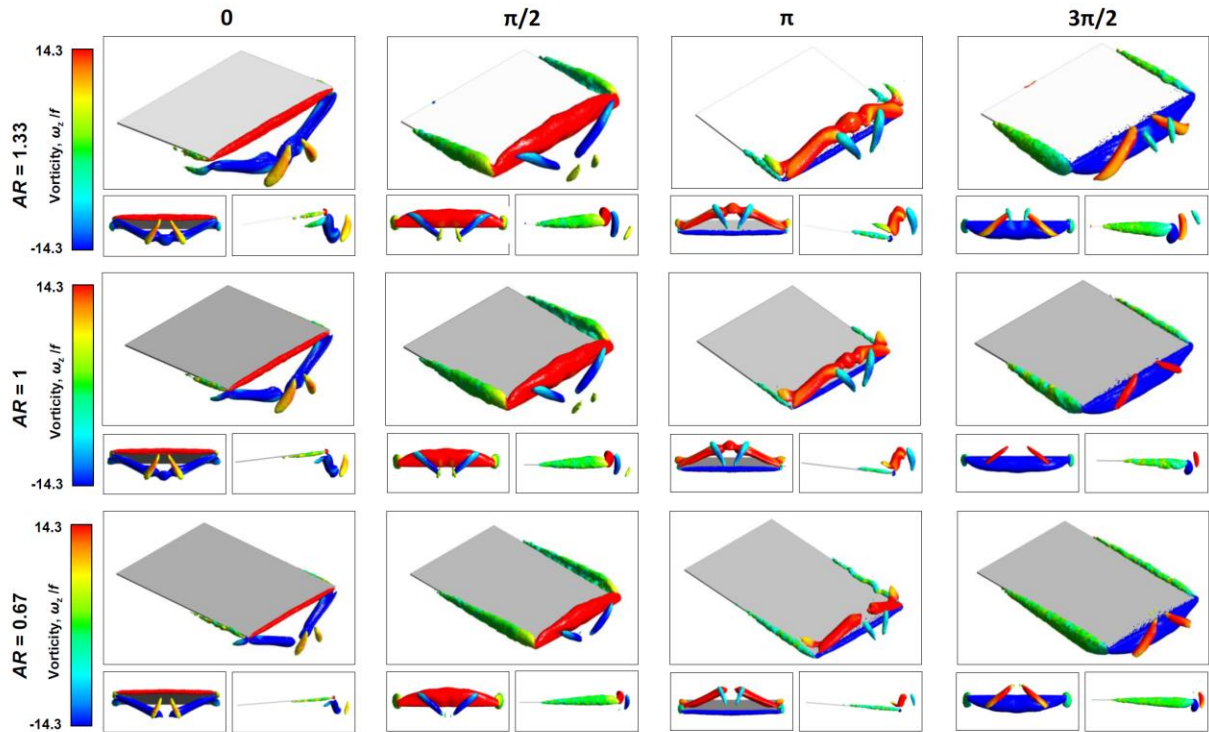 0 π/2 π 3π/2
AR = 1.33
Vorticity, ω_z /f
14.3
-14.3
AR = 1
Vorticity, ω_z /f
14.3
-14.3
AR = 0.67
Vorticity, ω_z /f
14.3
-14.3